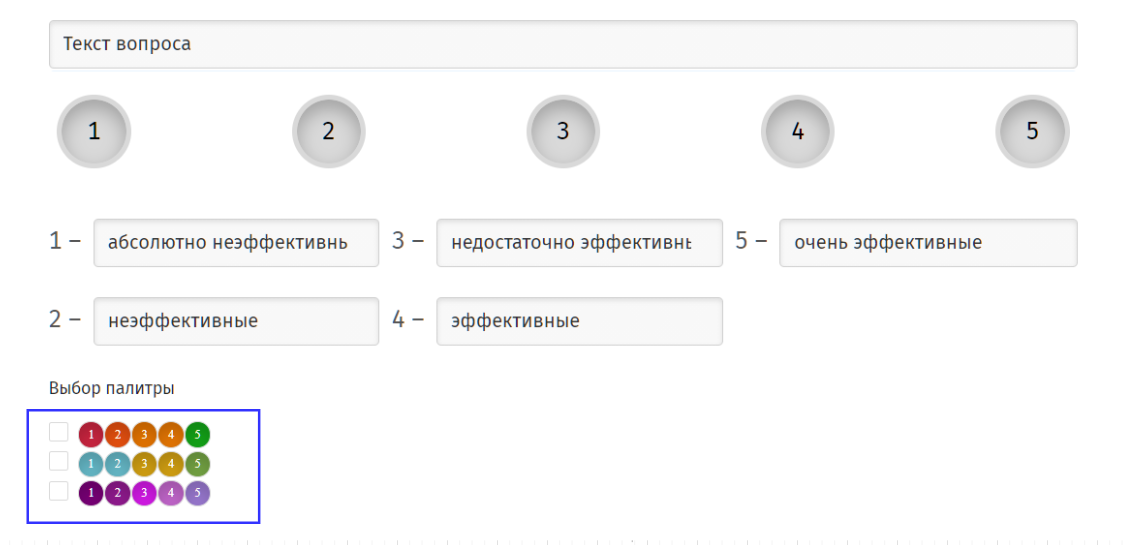 Текст вопроса
1 2 3 4 5
1 – абсолютно неэффективнь 3 – недостаточно эффективнь 5 – очень эффективные
2 – неэффективные 4 – эффективные
Выбор палитры
1 2 3 4 5
1 2 3 4 5
1 2 3 4 5